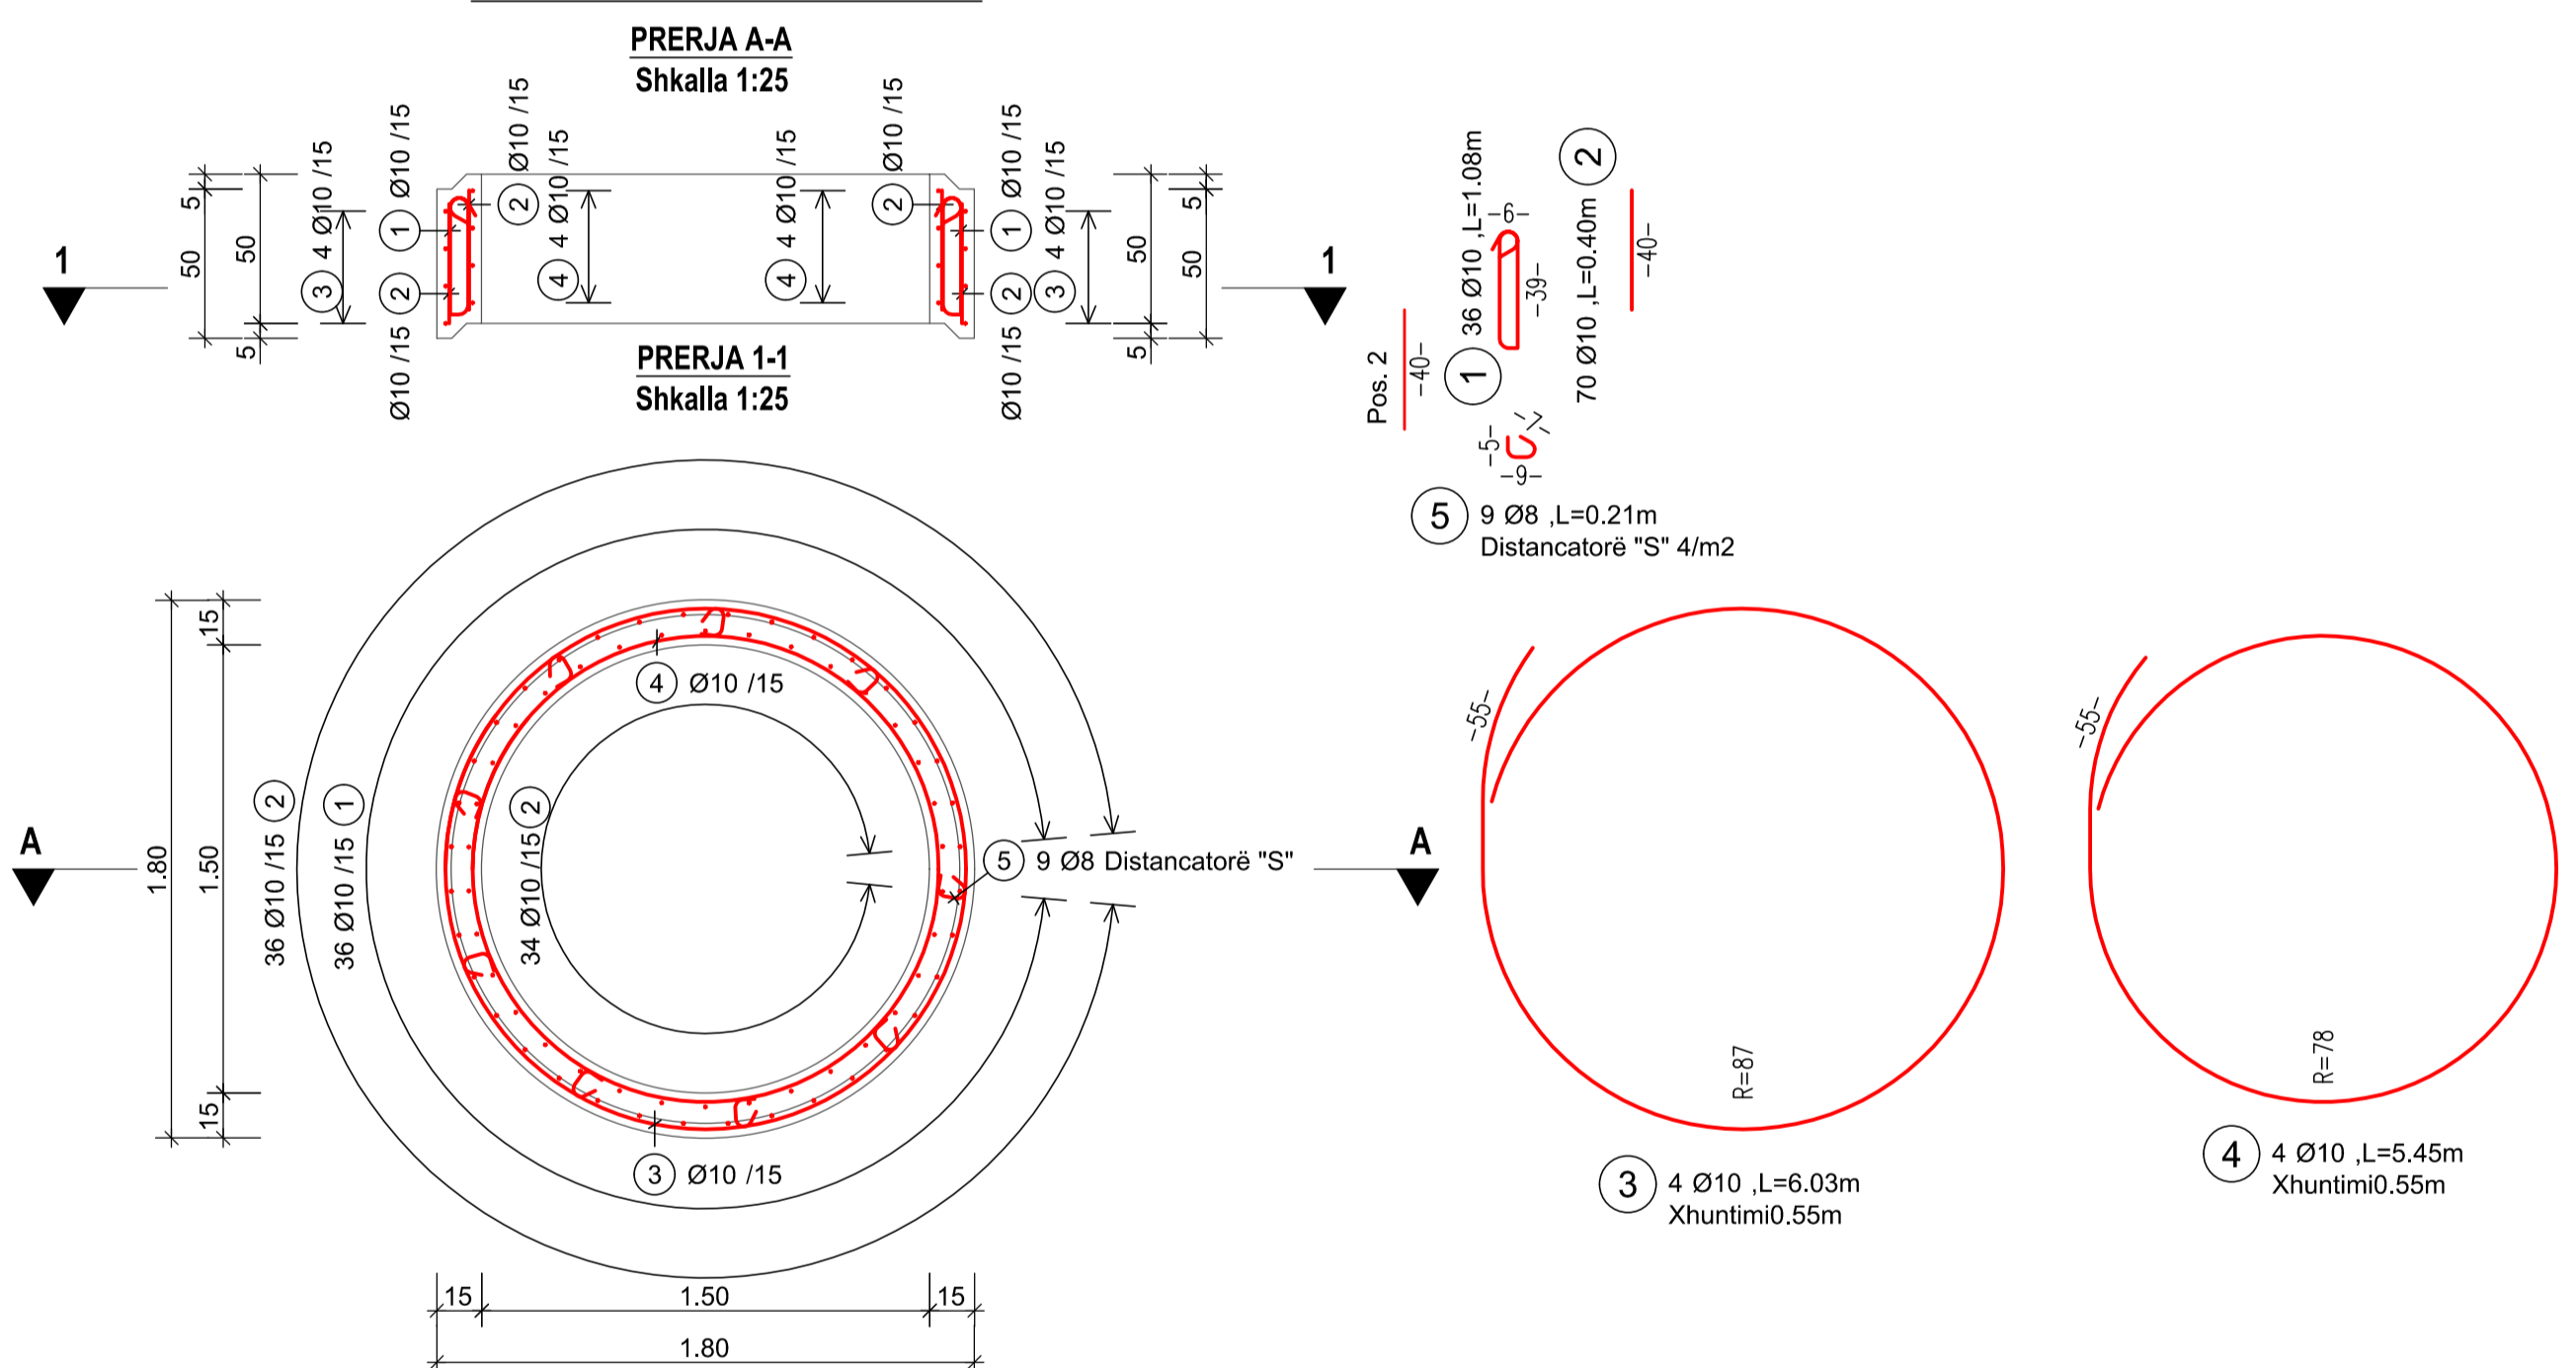 PRERJA A-A
Shkalla 1:25
5
50
50
5
3 4 Ø10 /15
1 Ø10 /15
2 Ø10 /15
2 Ø10 /15
4 4 Ø10 /15
4 4 Ø10 /15
2 Ø10 /15
1 Ø10 /15
2 Ø10 /15
3 4 Ø10 /15
50
5
5
50
1
1
PRERJA 1-1
Shkalla 1:25
Pos. 2
-40-
1 36 Ø10 ,L=1.08m
-6-
-39-
2
70 Ø10 ,L=0.40m
-40-
-5-
-7-
-9-
5 9 Ø8 ,L=0.21m
Distancatorë "S" 4/m2
15
1.50
15
1.80
36 Ø10 /15 2
36 Ø10 /15 1
34 Ø10 /15 2
4 Ø10 /15
5 9 Ø8 Distancatorë "S"
3 Ø10 /15
A
A
15
1.50
15
1.80
-55-
R=87
3 4 Ø10 ,L=6.03m
Xhuntimi0.55m
-55-
R=78
4 4 Ø10 ,L=5.45m
Xhuntimi0.55m